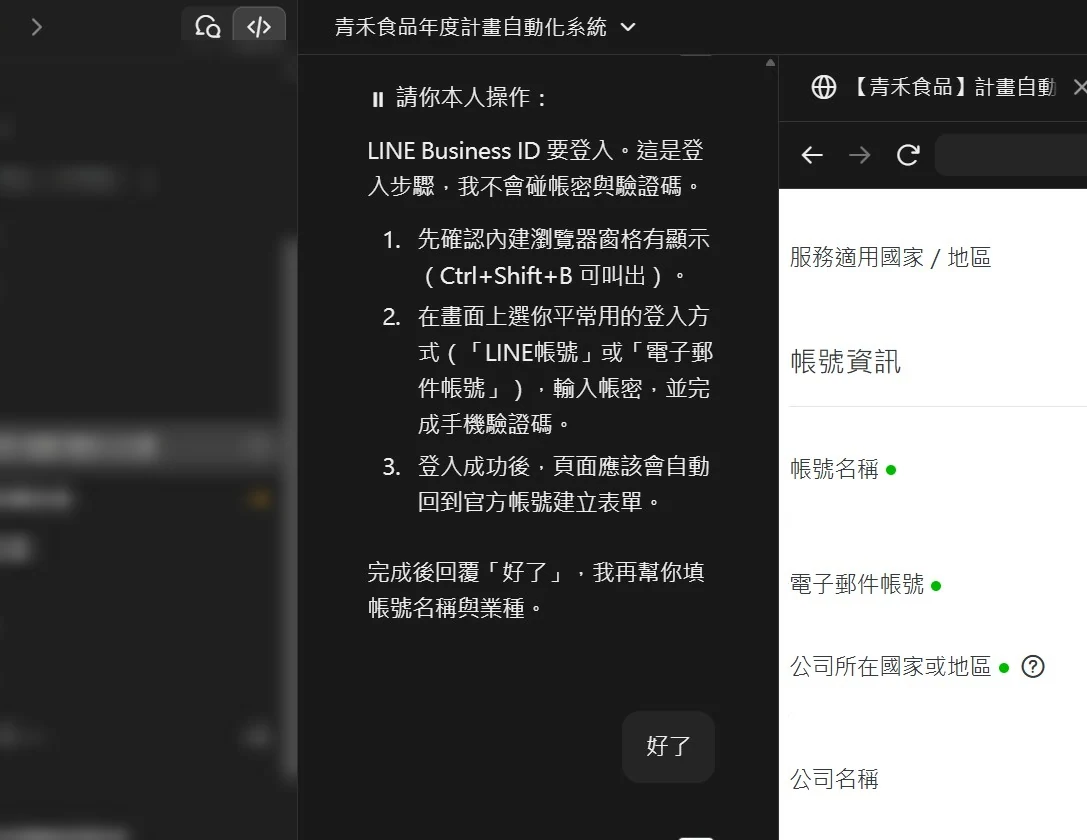 青禾食品年度計畫自動化系統
請你本人操作：
LINE Business ID 要登入。這是登
入步驟，我不會碰帳密與驗證碼。
1. 先確認內建瀏覽器窗格有顯示
（Ctrl+Shift+B 可叫出）。
2. 在畫面上選你平常用的登入方
式（「LINE帳號」或「電子郵
件帳號」），輸入帳密，並完
成手機驗證碼。
3. 登入成功後，頁面應該會自動
回到官方帳號建立表單。
完成後回覆「好了」，我再幫你填
帳號名稱與業種。
好了
【青禾食品】計畫自動
服務適用國家 / 地區
帳號資訊
帳號名稱
電子郵件帳號
公司所在國家或地區
公司名稱